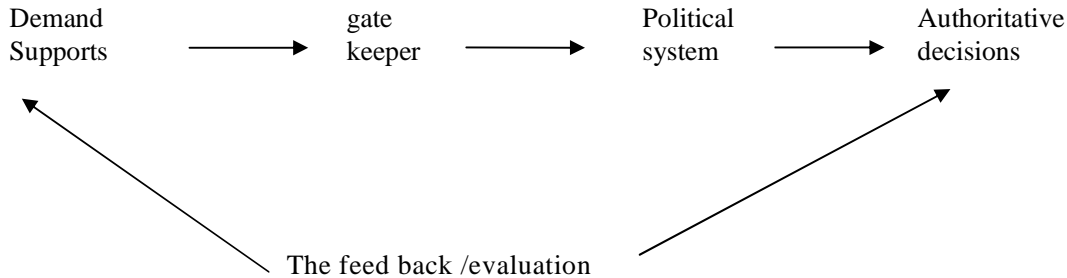 Demand
Supports
gate
keeper
Political
system
Authoritative
decisions
The feed back /evaluation